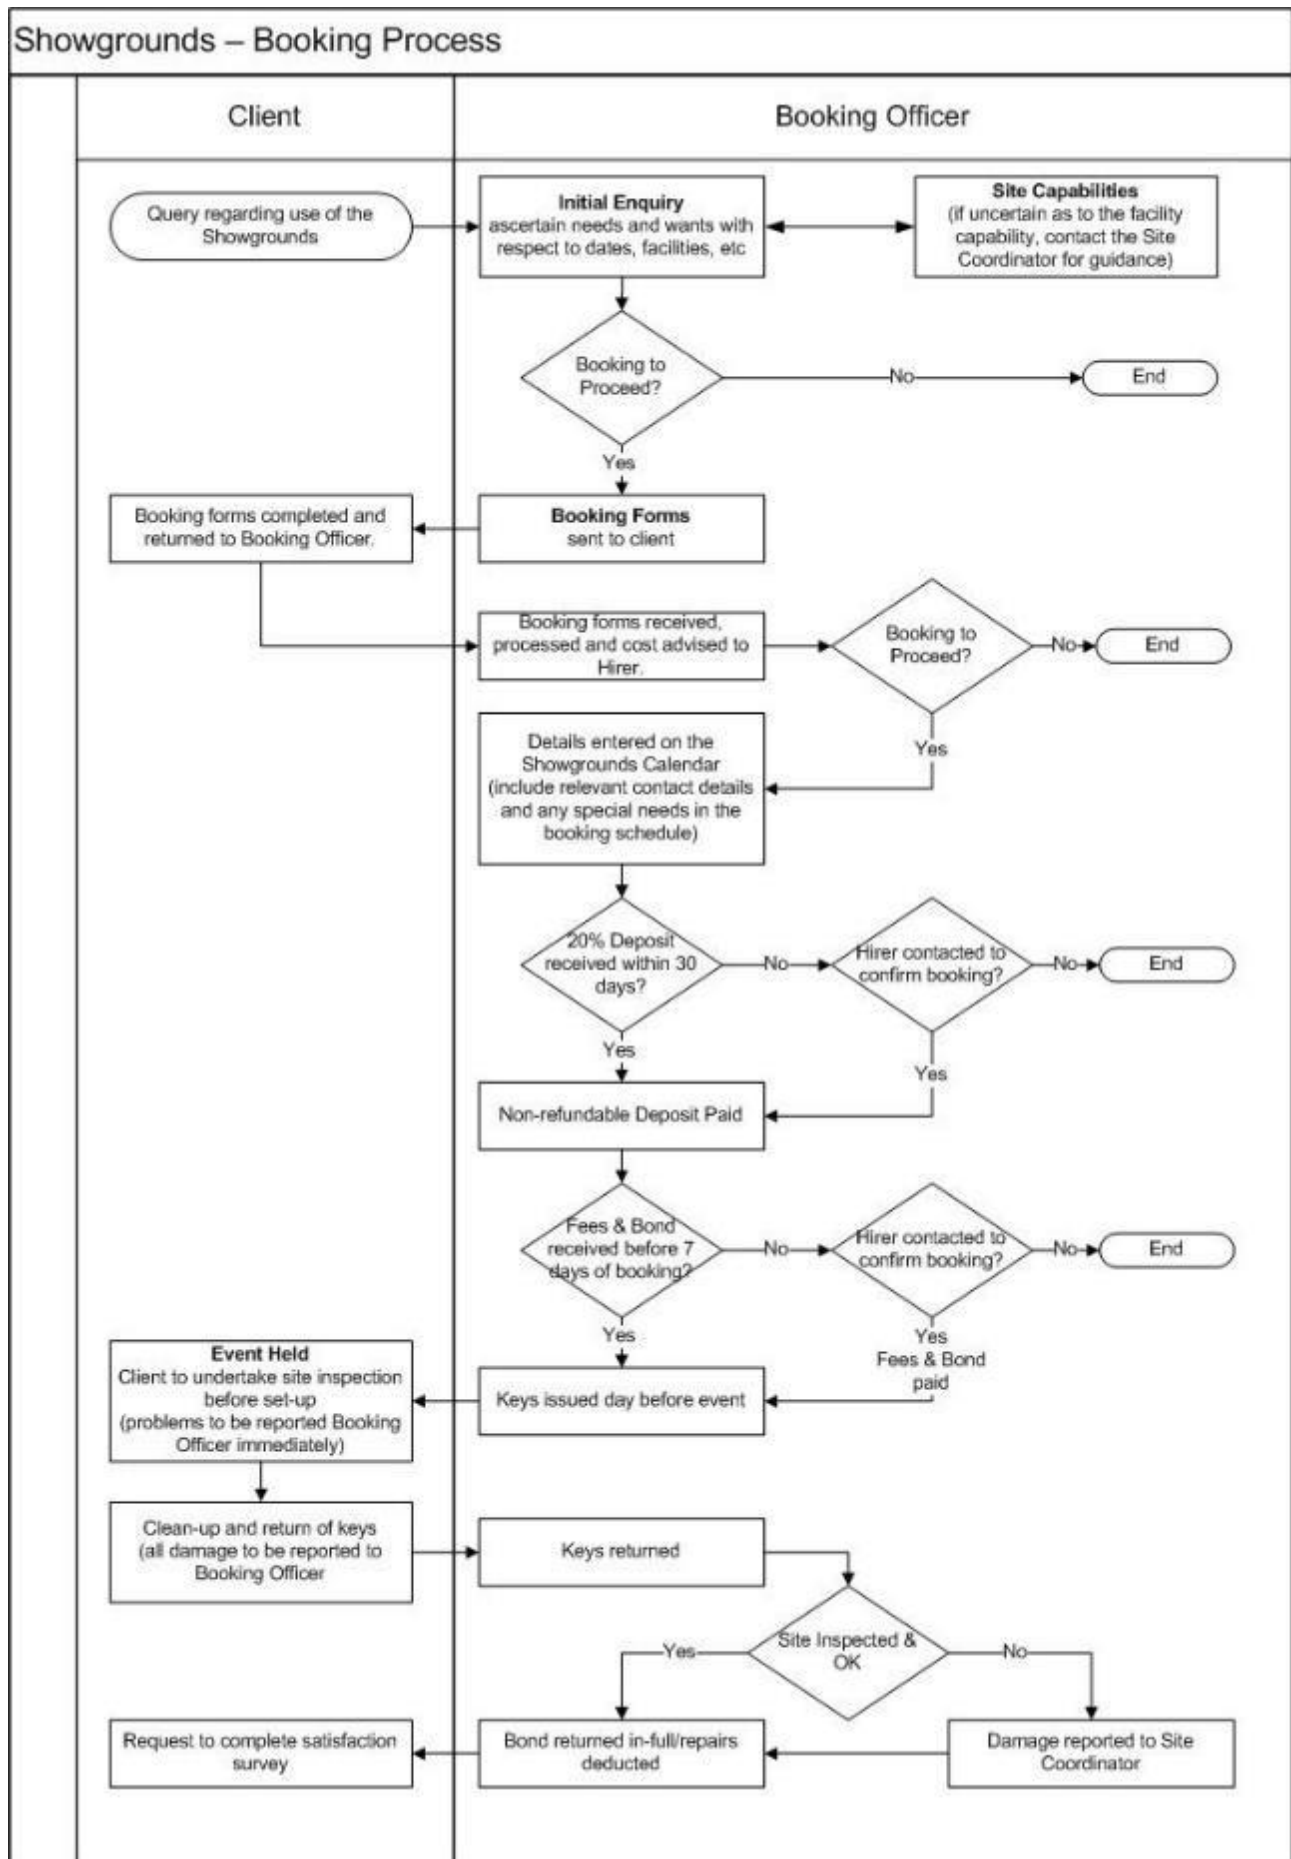 Showgrounds – Booking Process
Client
Booking Officer
Query regarding use of the
Showgrounds
Initial Enquiry
ascertain needs and wants with
respect to dates, facilities, etc
Site Capabilities
(if uncertain as to the facility
capability, contact the Site
Coordinator for guidance)
Booking to
Proceed?
No
End
Yes
Booking forms completed and
returned to Booking Officer.
Booking Forms
sent to client
Booking forms received,
processed and cost advised to
Hirer.
Booking to
Proceed?
No
End
Yes
Details entered on the
Showgrounds Calendar
(include relevant contact details
and any special needs in the
booking schedule)
20% Deposit
received within 30
days?
No
Hirer contacted to
confirm booking?
No
End
Yes
Yes
Non-refundable Deposit Paid
Fees & Bond
received before 7
days of booking?
No
Hirer contacted to
confirm booking?
No
End
Yes
Yes
Fees & Bond
paid
Event Held
Client to undertake site inspection
before set-up
(problems to be reported Booking
Officer immediately)
Keys issued day before event
Clean-up and return of keys
(all damage to be reported to
Booking Officer
Keys returned
Site Inspected &
OK
Yes
No
Request to complete satisfaction
survey
Bond returned in-full/repairs
deducted
Damage reported to Site
Coordinator